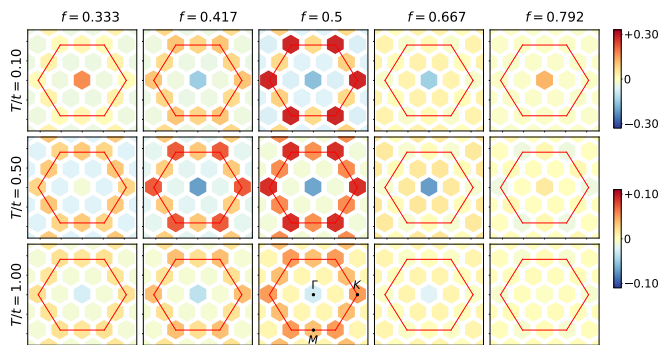 f = 0.333 f = 0.417 f = 0.5 f = 0.667 f = 0.792
T/t = 0.10
+0.30
0
−0.30
T/t = 0.50
+0.10
0
−0.10
T/t = 1.00
Γ K
M